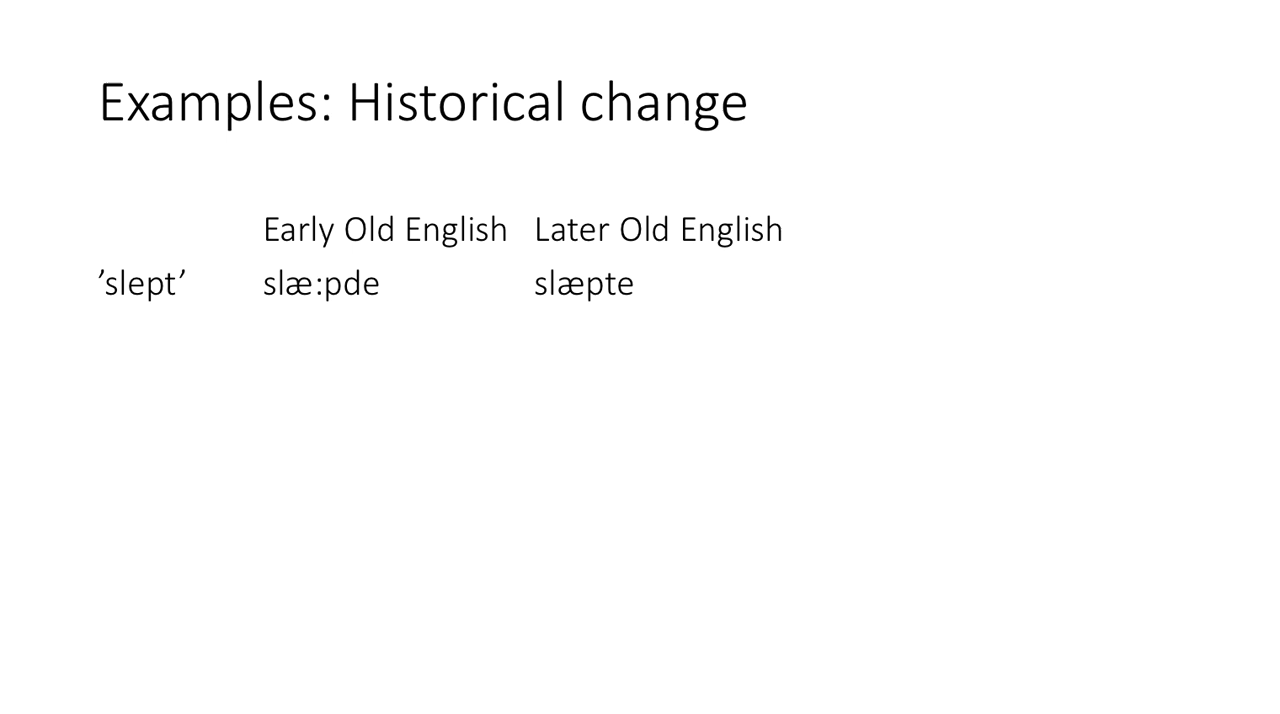 Examples: Historical change
Early Old English Later Old English
’slept’ slæ:pde slæpte